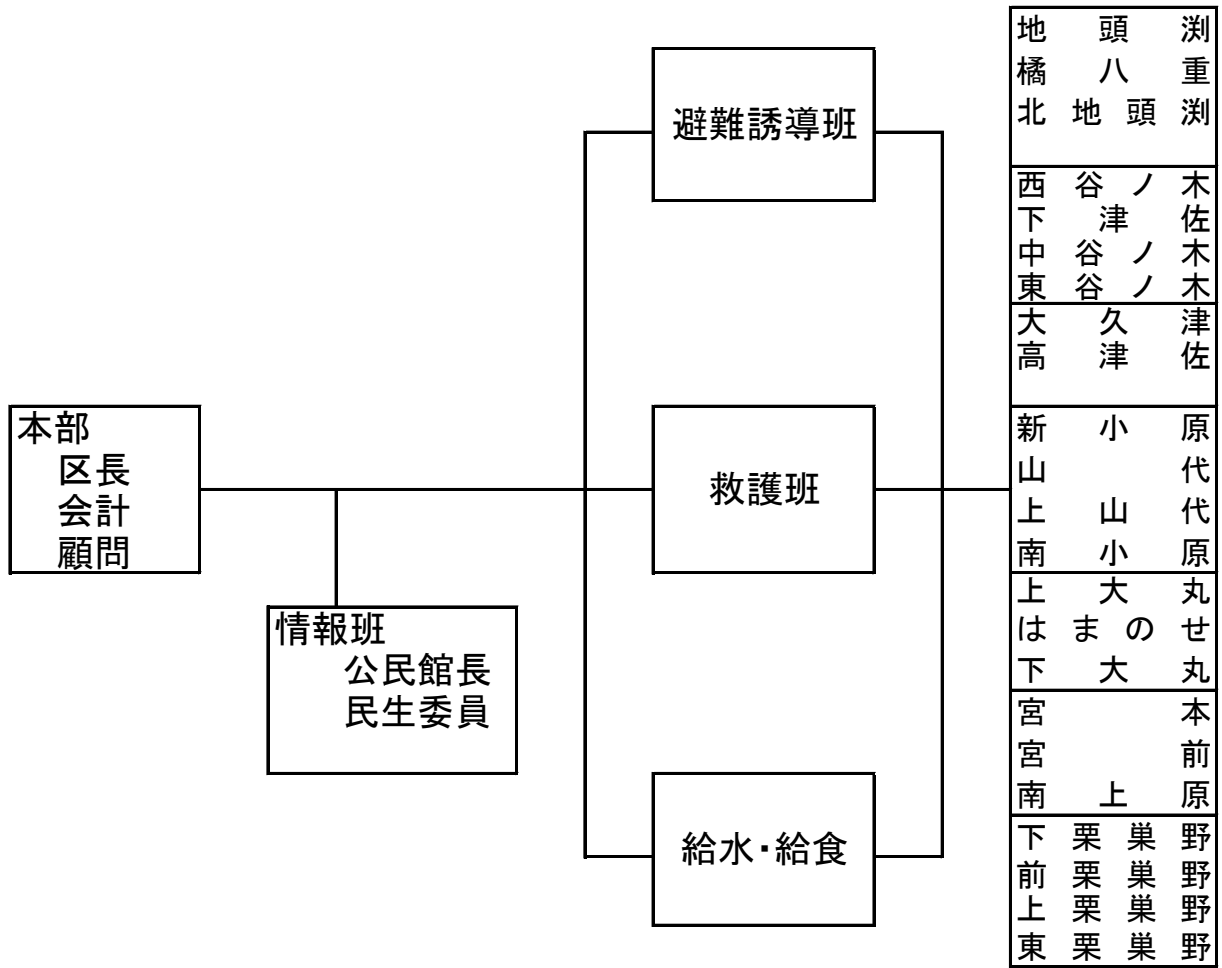 本部
区長
会計
顧問
情報班
公民館長
民生委員
避難誘導班
救護班
給水・給食
地頭渕
橘八重
北地頭渕
西谷ノ木
下津佐
中谷ノ木
東谷ノ木
大久津
高津佐
新小原
山代
上山代
南小原
上大丸
はまのせ
下大丸
宮本
宮前
南上原
下栗巣野
前栗巣野
上栗巣野
東栗巣野